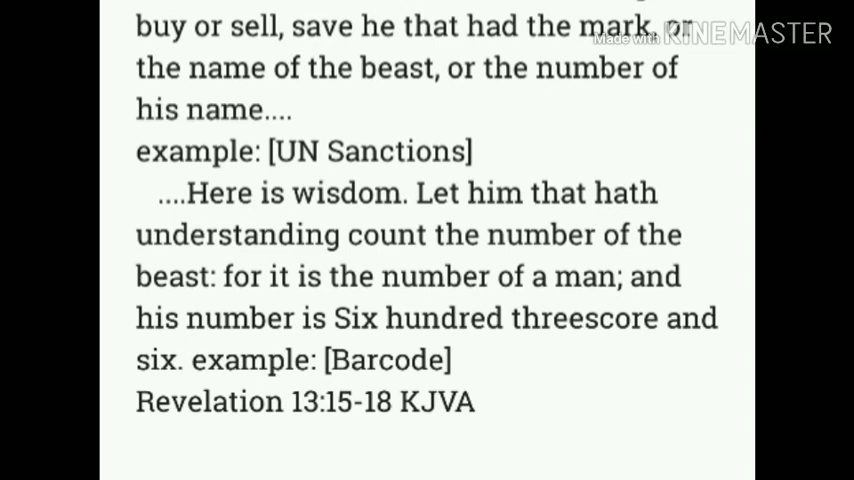 buy or sell, save he that had the mark, or
Made with KINEMASTER
the name of the beast, or the number of
his name....
example: [UN Sanctions]
....Here is wisdom. Let him that hath
understanding count the number of the
beast: for it is the number of a man; and
his number is Six hundred threescore and
six. example: [Barcode]
Revelation 13:15-18 KJVA